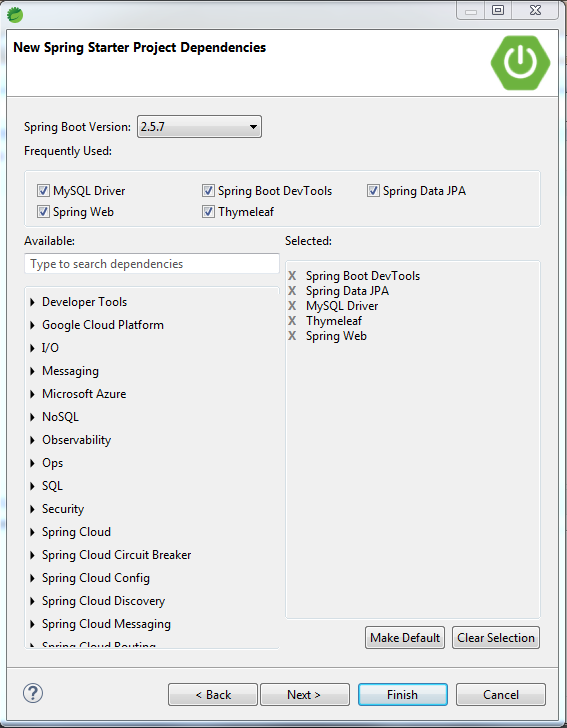 New Spring Starter Project Dependencies
Spring Boot Version: 2.5.7
Frequently Used:
MySQL Driver Spring Boot DevTools Spring Data JPA
Spring Web Thymeleaf
Available: Selected:
Type to search dependencies
X Spring Boot DevTools
X Spring Data JPA
X MySQL Driver
X Thymeleaf
X Spring Web
Developer Tools
Google Cloud Platform
I/O
Messaging
Microsoft Azure
NoSQL
Observability
Ops
SQL
Security
Spring Cloud
Spring Cloud Circuit Breaker
Spring Cloud Config
Spring Cloud Discovery
Spring Cloud Messaging
Spring Cloud Routing
Make Default Clear Selection
? < Back Next > Finish Cancel